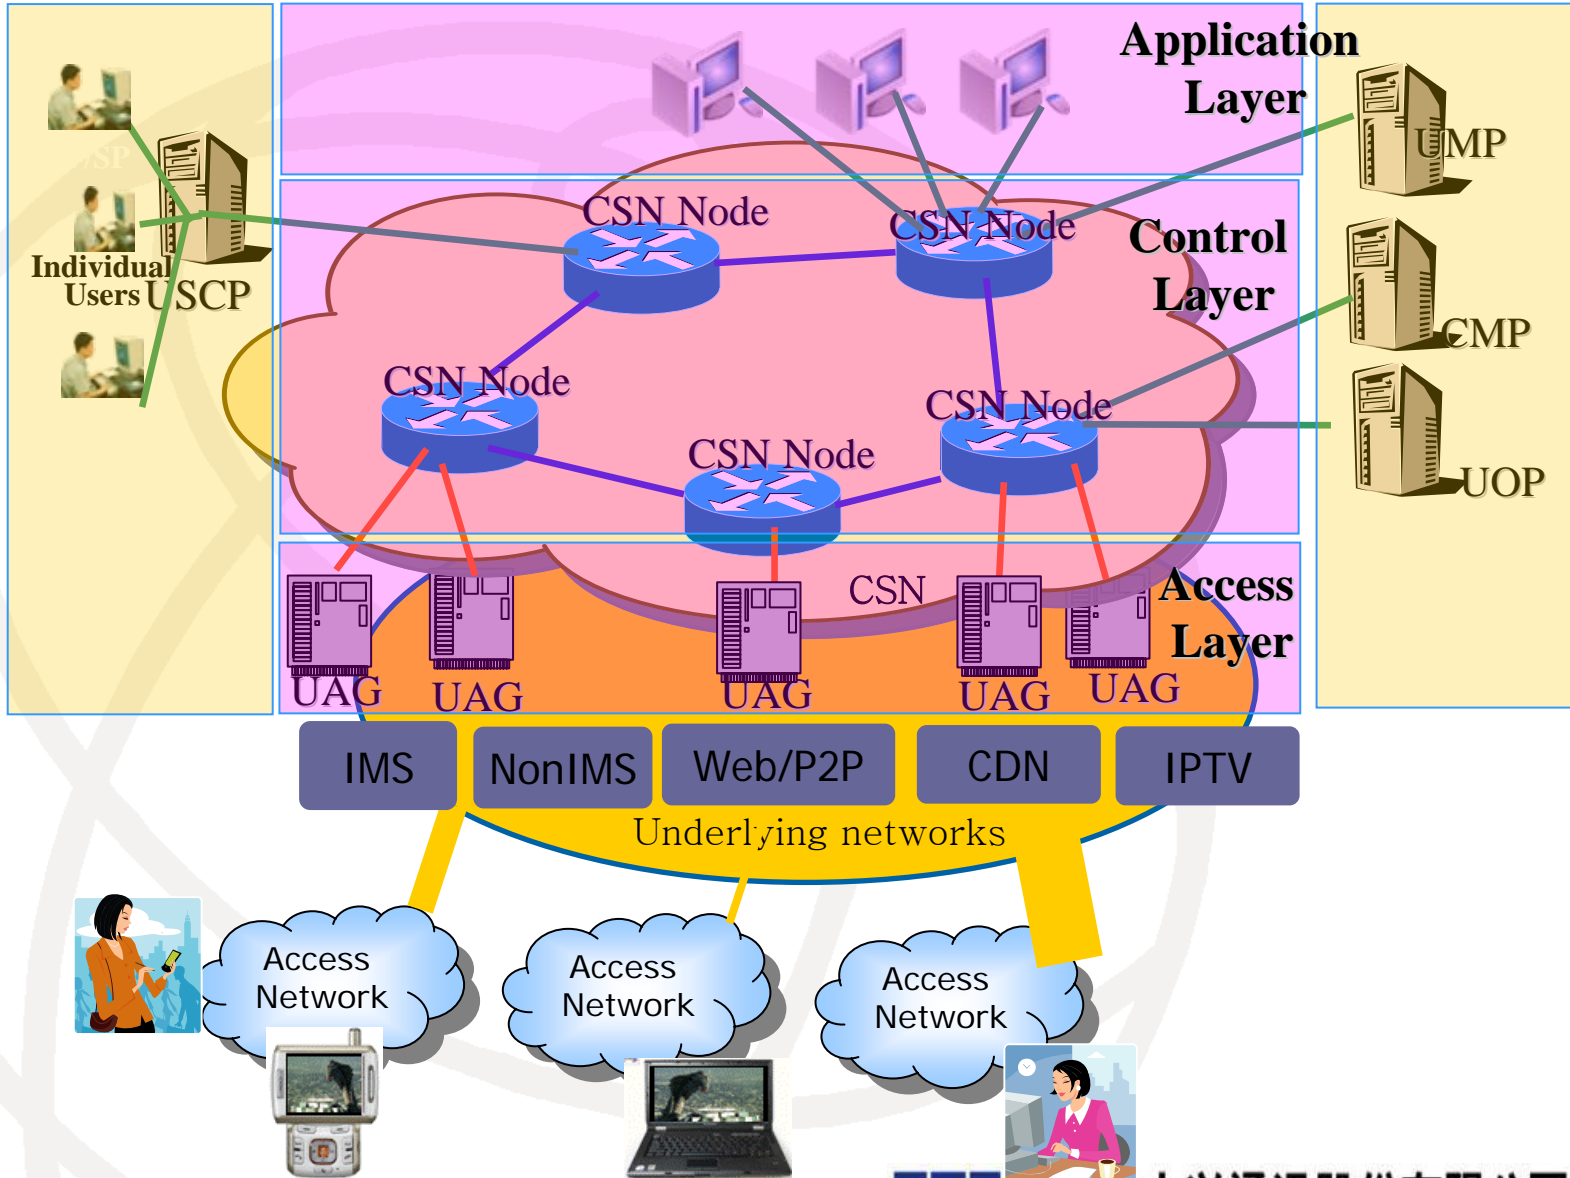 Application
Layer
/SP
UMP
CSN Node
CSN Node
Control
Layer
Individual
Users
USCP
CMP
CSN Node
CSN Node
CSN Node
UOP
CSN
Access
Layer
UAG
UAG
UAG
UAG
UAG
IMS
NonIMS
Web/P2P
CDN
IPTV
Underlying networks
Access
Network
Access
Network
Access
Network